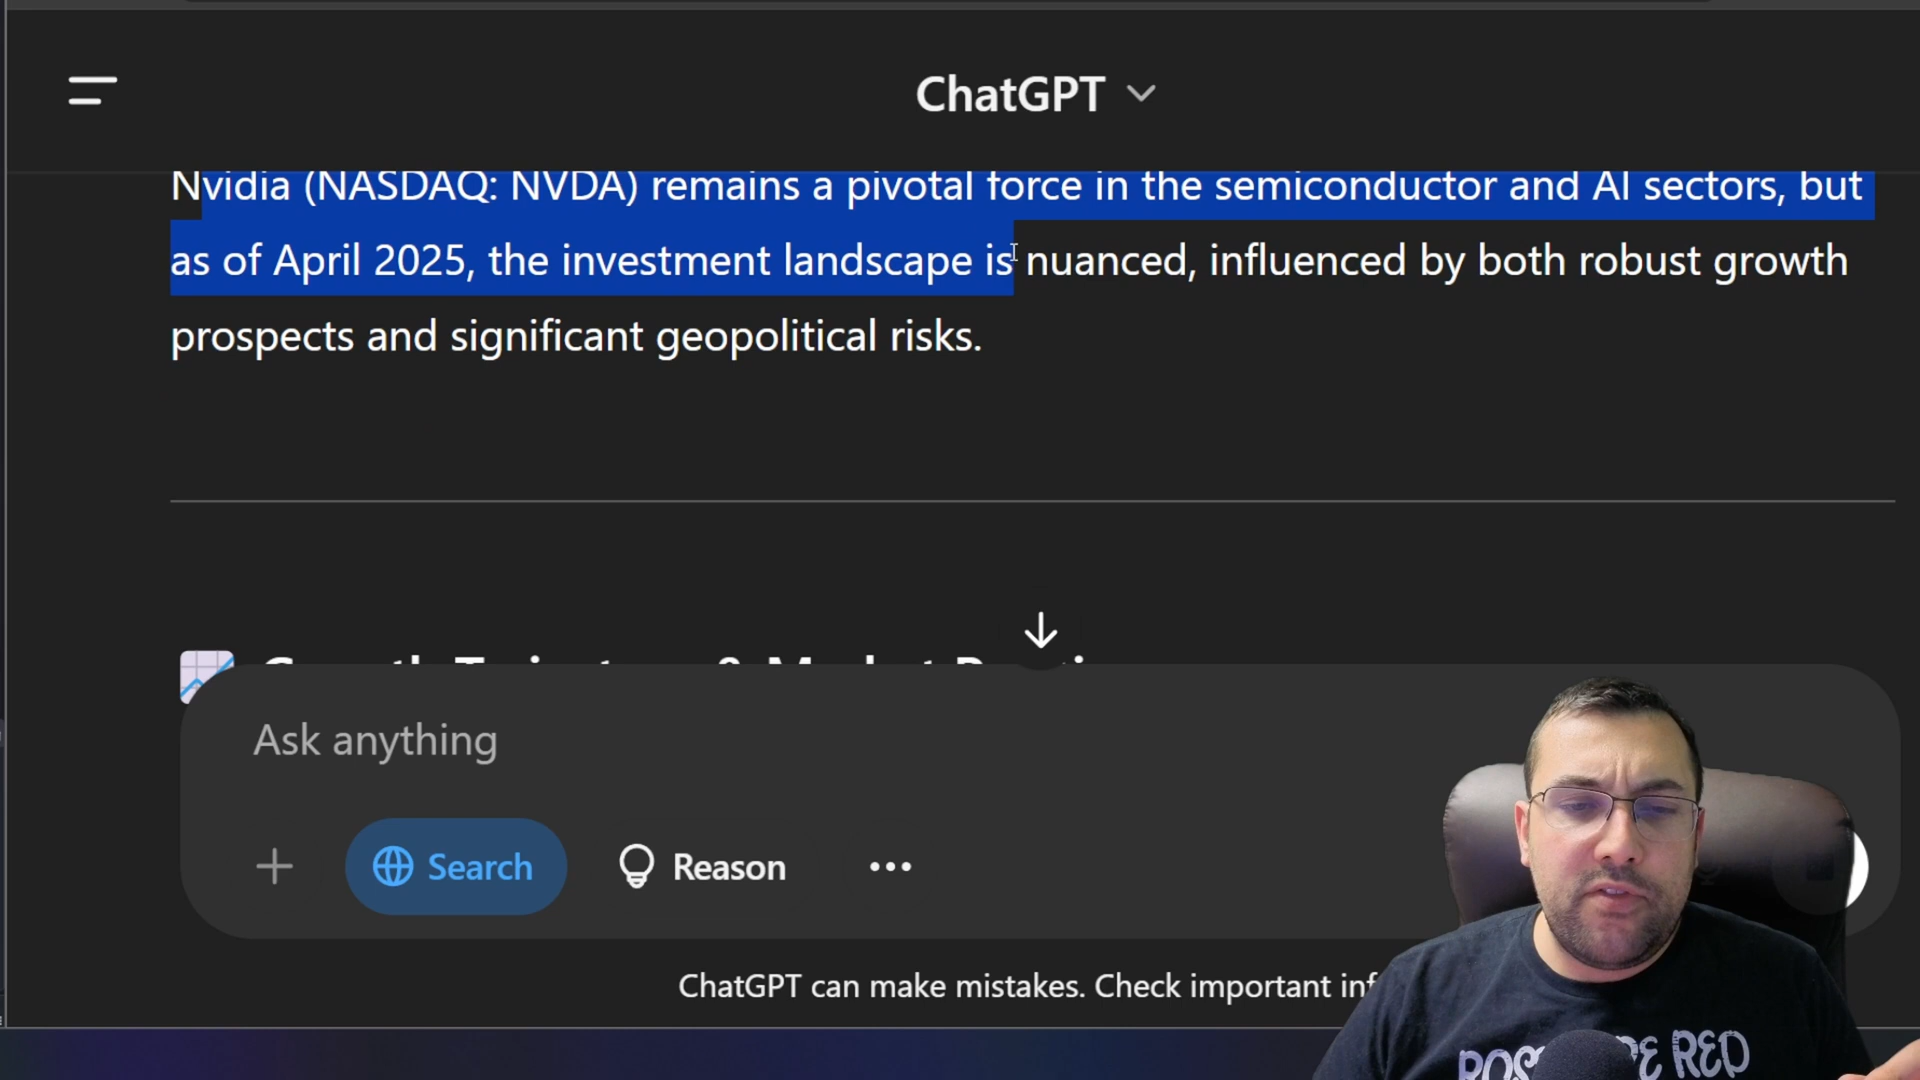 ChatGPT
Nvidia (NASDAQ: NVDA) remains a pivotal force in the semiconductor and AI sectors, but
as of April 2025, the investment landscape is nuanced, influenced by both robust growth
prospects and significant geopolitical risks.
Ask anything
Search
Reason
ChatGPT can make mistakes. Check important
RED